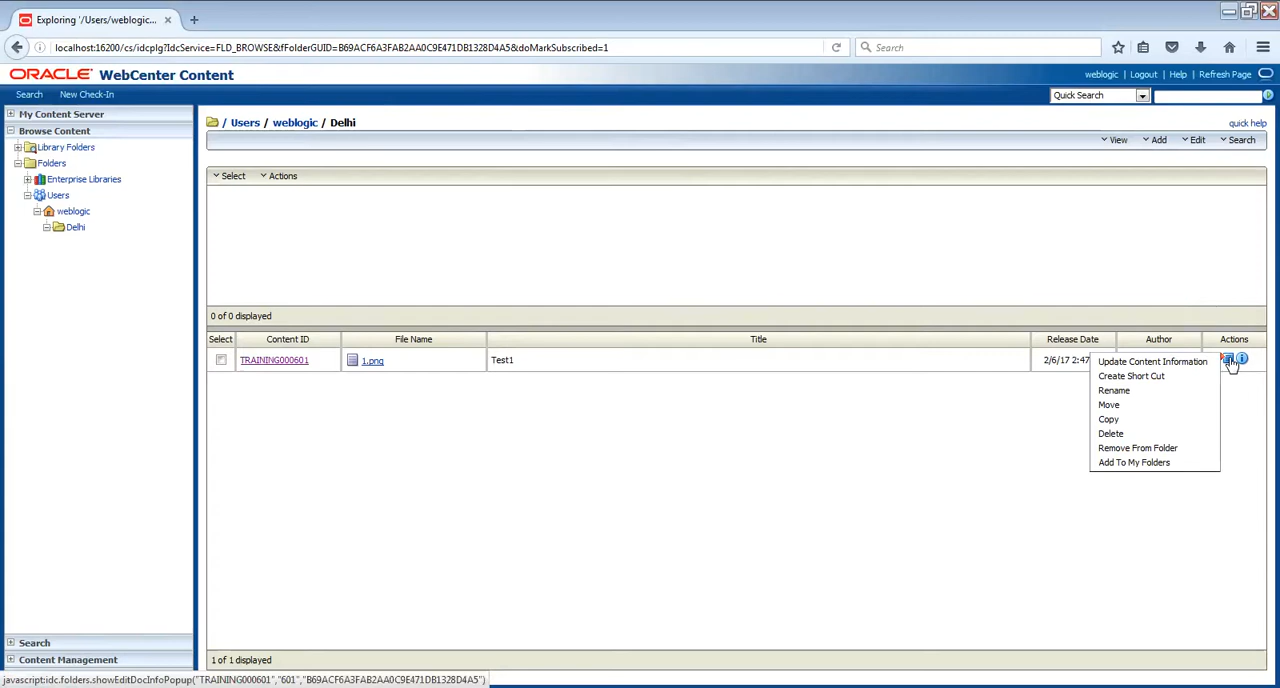 Exploring '/Users/weblogic...
localhost:16200/cs/idcplg?IdcService=FLD_BROWSE&fFolderGUID=B69ACF6A3FAB2AA0C9E471DB1328D4A5&doMarkSubscribed=1
Search
ORACLE WebCenter Content
weblogic | Logout | Help | Refresh Page
Search New Check-In
Quick Search
My Content Server
Browse Content
Library Folders
Folders
Enterprise Libraries
Users
weblogic
Delhi
Search
Content Management
/ Users / weblogic / Delhi
quick help
View Add Edit Search
Select Actions
0 of 0 displayed
Select Content ID File Name Title Release Date Author Actions
TRAINING000601 1.png Test1 2/6/17 2:47
Update Content Information
Create Short Cut
Rename
Move
Copy
Delete
Remove From Folder
Add To My Folders
1 of 1 displayed
javascript:idc.folders.showEditDocInfoPopup("TRAINING000601","601","B69ACF6A3FAB2AA0C9E471DB1328D4A5")